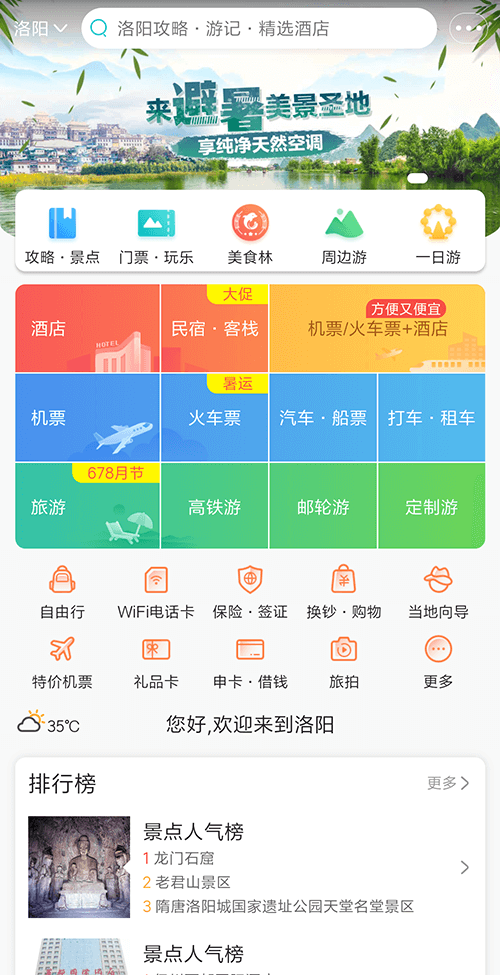 洛阳
洛阳攻略·游记·精选酒店
来避暑美景圣地
享纯净天然空调
攻略·景点
门票·玩乐
美食林
周边游
一日游
大促
方便又便宜
酒店
HOTEL
民宿·客栈
机票/火车票+酒店
暑运
机票
火车票
汽车·船票
打车·租车
678月节
旅游
高铁游
邮轮游
定制游
自由行
WiFi电话卡
保险·签证
换钞·购物
当地向导
特价机票
礼品卡
申卡·借钱
旅拍
更多
35℃
您好,欢迎来到洛阳
排行榜
更多
景点人气榜
1 龙门石窟
2 老君山景区
3 隋唐洛阳城国家遗址公园天堂名堂景区
景点人气榜